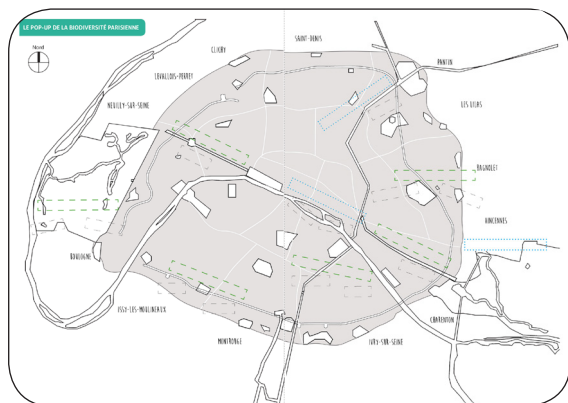 LE POP-UP DE LA BIODIVERSITÉ PARISIENNE
Nord
SAINT-DENIS
CLICHY
PANTIN
LEVALLOIS-PERRET
NEUILLY-SUR-SEINE
LES LILAS
BAGNOLET
VINCENNES
BOULOGNE
ISSY-LES-MOULINEAUX
CHARENTON
MONTROUGE
IVRY-SUR-SEINE